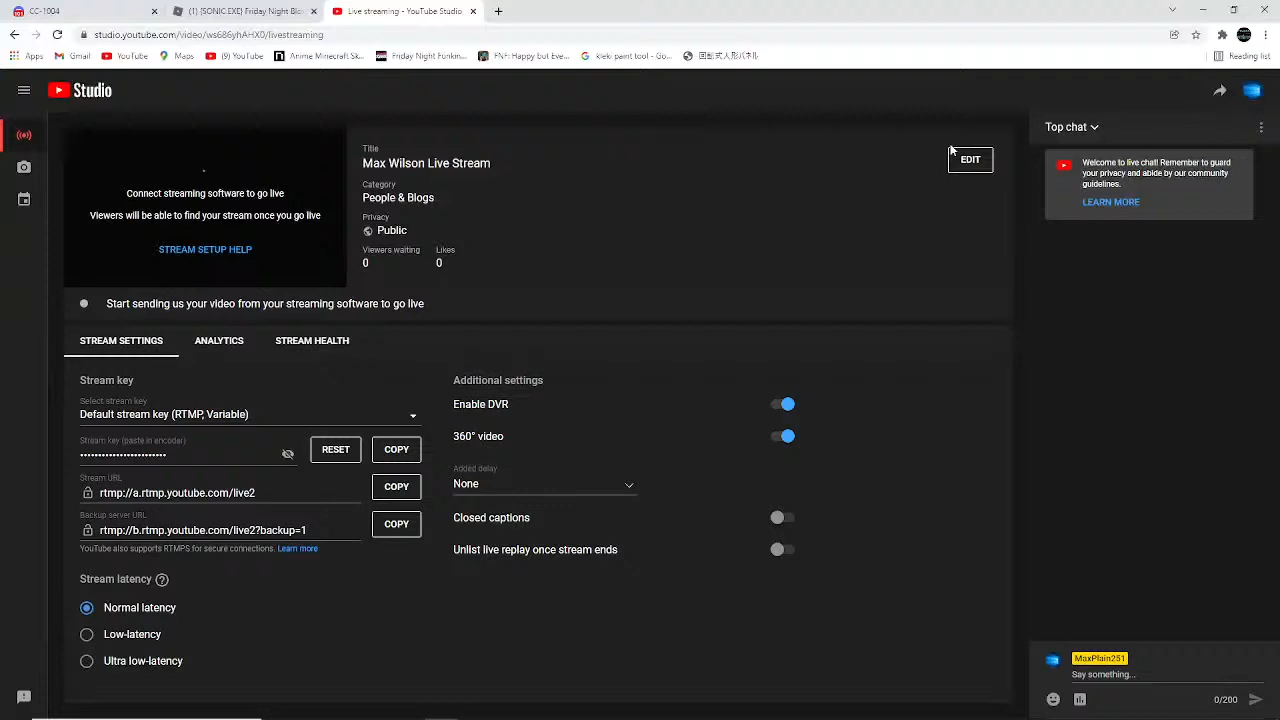 CC-1004
(1) [SONIC.EXE] Friday Night Blo
Live streaming - YouTube Studio
studio.youtube.com/video/ws686yhAHX0/livestreaming
Apps
Gmail
YouTube
Maps
(9) YouTube
Anime Minecraft Sk...
Friday Night Funkin...
FNF: Happy but Eve...
kleki paint tool - Go...
Reading list
Studio
Connect streaming software to go live
Viewers will be able to find your stream once you go live
STREAM SETUP HELP
Title
Max Wilson Live Stream
Category
People & Blogs
Privacy
Public
Viewers waiting Likes
0 0
EDIT
Start sending us your video from your streaming software to go live
STREAM SETTINGS ANALYTICS STREAM HEALTH
Stream key
Select stream key
Default stream key (RTMP, Variable)
Stream key (paste in encoder)
RESET COPY
Stream URL
rtmp://a.rtmp.youtube.com/live2
COPY
Backup server URL
rtmp://b.rtmp.youtube.com/live2?backup=1
COPY
YouTube also supports RTMPS for secure connections. Learn more
Stream latency
Normal latency
Low-latency
Ultra low-latency
Additional settings
Enable DVR
360° video
Added delay
None
Closed captions
Unlist live replay once stream ends
Top chat
Welcome to live chat! Remember to guard
your privacy and abide by our community
guidelines.
LEARN MORE
MaxPlain251
Say something...
0/200